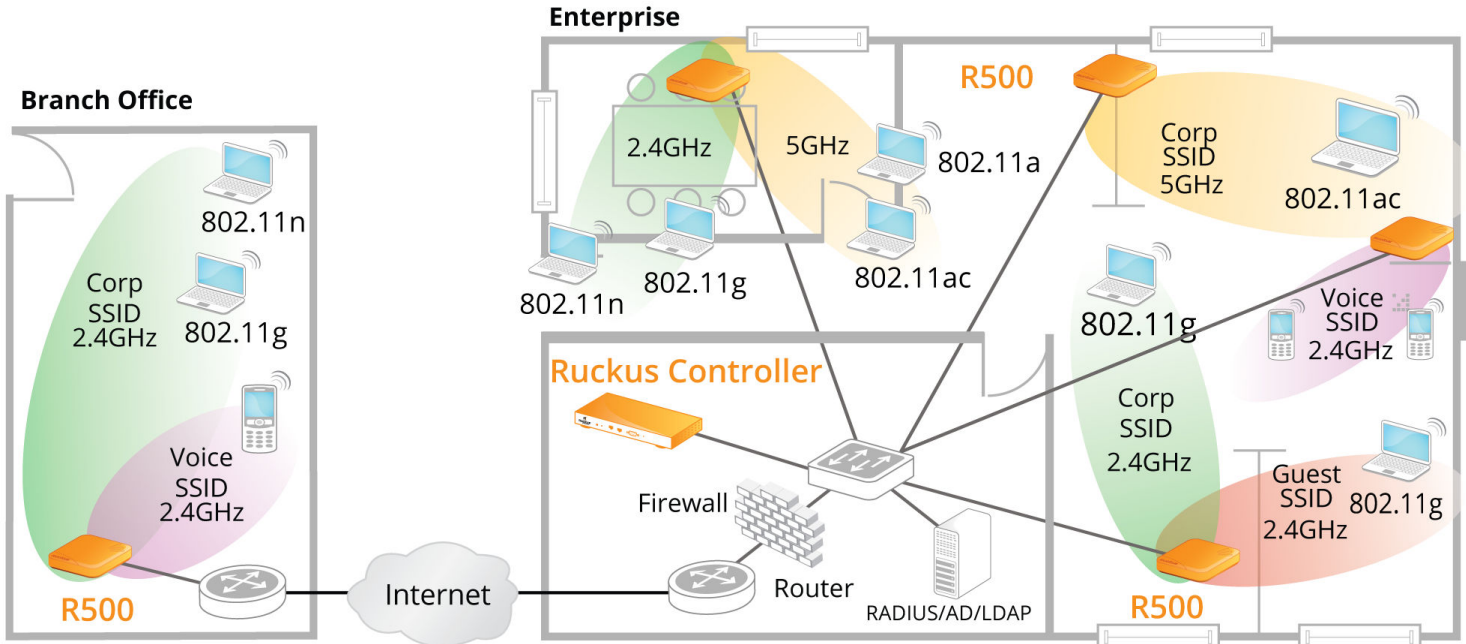 Branch Office
802.11n
Corp
SSID
2.4GHz
802.11g
Voice
SSID
2.4GHz
R500
Internet
Enterprise
2.4GHz
5GHz
802.11a
802.11n
802.11g
802.11ac
R500
Corp
SSID
5GHz
802.11ac
802.11g
Voice
SSID
2.4GHz
Ruckus Controller
Corp
SSID
2.4GHz
Firewall
Router
RADIUS/AD/LDAP
Guest
SSID
2.4GHz
802.11g
R500